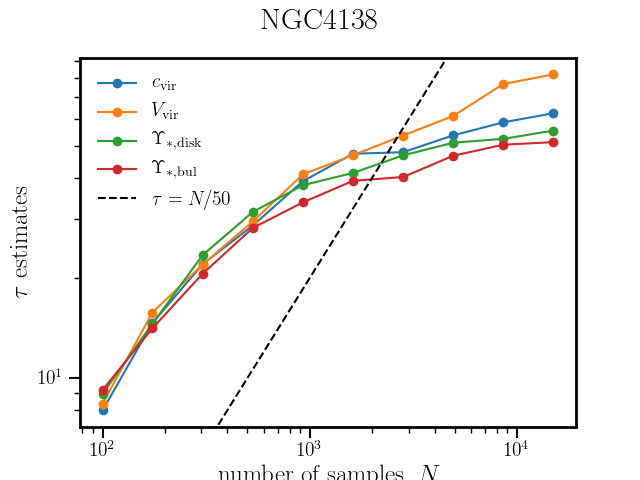 NGC4138
c_vir
V_vir
ϒ_*,disk
ϒ_*,bul
τ = N/50
τ estimates
10^1
10^2
10^3
10^4
number of samples, N